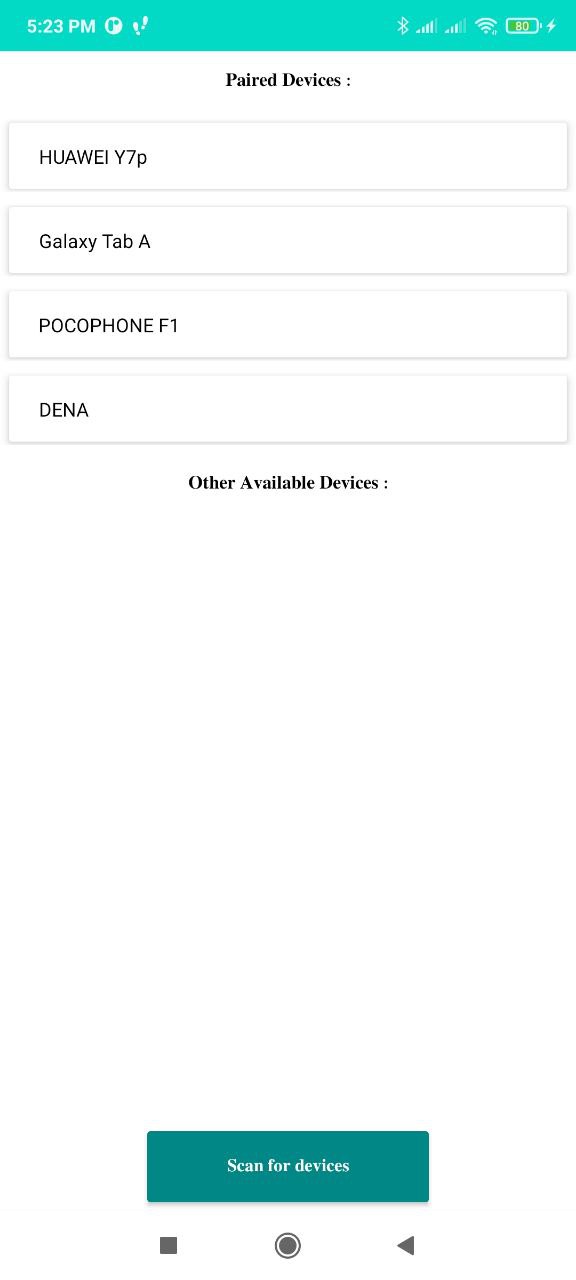 5:23 PM
80
Paired Devices :
HUAWEI Y7p
Galaxy Tab A
POCOPHONE F1
DENA
Other Available Devices :
Scan for devices